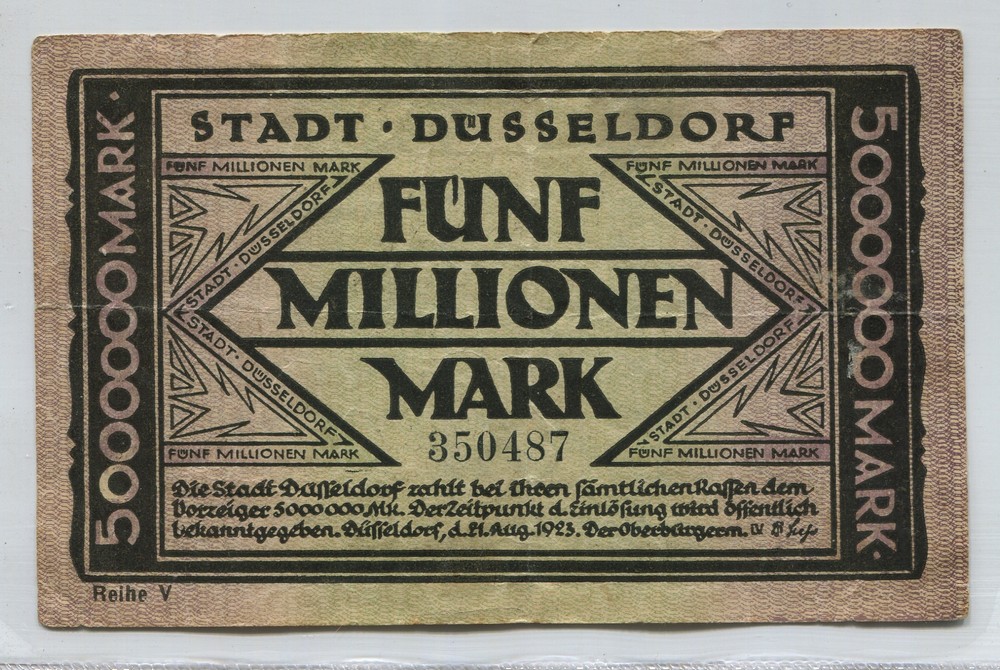 STADT · DÜSSELDORF
5000000 MARK ·
5000000 MARK ·
FÜNF MILLIONEN MARK
FÜNF MILLIONEN MARK
STADT · DÜSSELDORF
STADT · DÜSSELDORF
FÜNF
MILLIONEN
MARK
STADT · DÜSSELDORF
STADT · DÜSSELDORF
350487
FÜNF MILLIONEN MARK
FÜNF MILLIONEN MARK
Die Stadt Düsseldorf zahlt bei ihren sämtlichen Kassen dem
Vorzeiger 5000000 Mk. Der Zeitpunkt d. Einlösung wird öffentlich
bekanntgegeben. Düsseldorf, d. 21. Aug. 1923. Der Oberbürgerm.
Reihe V